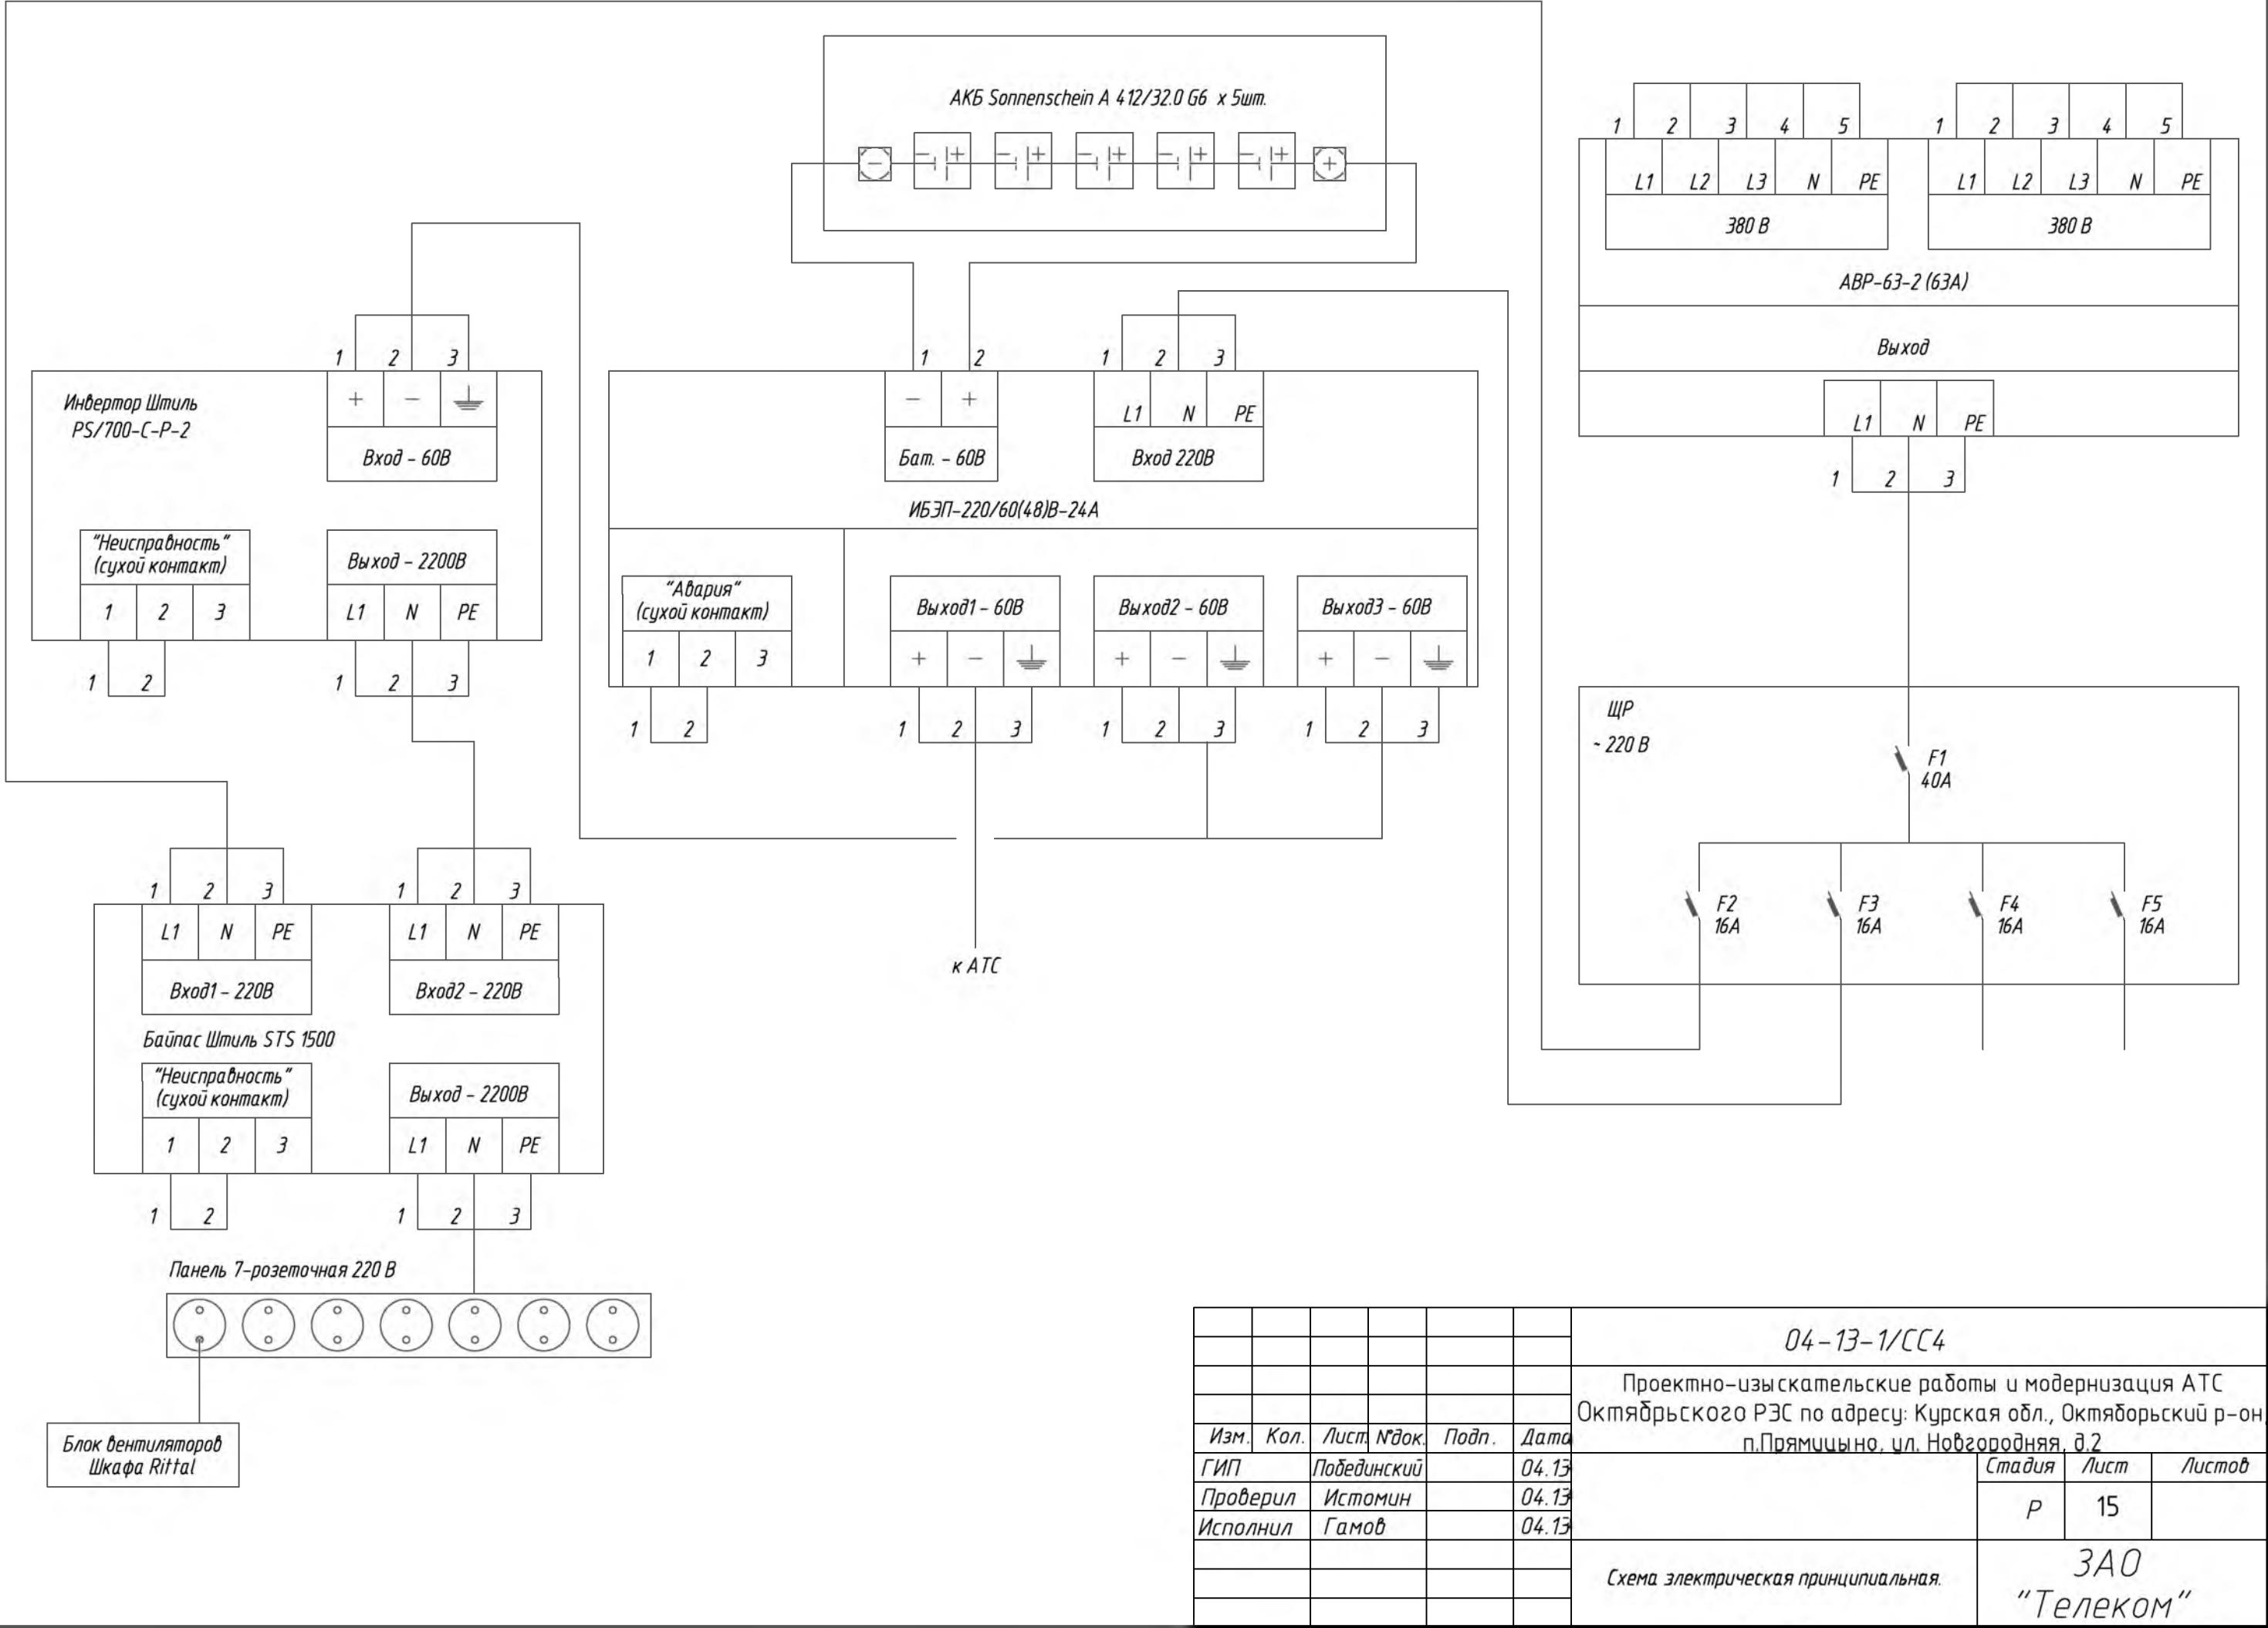 АКБ Sonnenschein А 412/32.0 G6 x 5шт.
1 2 3 4 5
1 2 3 4 5
L1 L2 L3 N PE
L1 L2 L3 N PE
380 В
380 В
АВР-63-2 (63А)
Выход
L1 N PE
1 2 3
1 2 3
Инвертор Штиль
PS/700-C-P-2
+ − 
Вход - 60В
"Неисправность"
(сухой контакт)
1 2 3
Выход - 2200В
L1 N PE
1 2
1 2 3
1 2
1 2 3
− +
Бат. - 60В
L1 N PE
Вход 220В
ИБЭП-220/60(48)В-24А
"Авария"
(сухой контакт)
1 2 3
Выход1 - 60В
+ −
Выход2 - 60В
+ −
Выход3 - 60В
+ −
1 2
1 2 3
1 2 3
1 2 3
к АТС
ЩР
~ 220 В
F1
40А
F2
16А
F3
16А
F4
16А
F5
16А
1 2 3
1 2 3
L1 N PE
L1 N PE
Вход1 - 220В
Вход2 - 220В
Байпас Штиль STS 1500
"Неисправность"
(сухой контакт)
1 2 3
Выход - 2200В
L1 N PE
1 2
1 2 3
Панель 7-розеточная 220 В
Блок вентиляторов
Шкафа Rittal
04-13-1/СС4
Проектно-изыскательские работы и модернизация АТС
Октябрьского РЭС по адресу: Курская обл., Октяборьский р-он,
п.Прямицыно, ул. Новгородняя, д.2
Изм. Кол. Лист №док. Подп. Дата
ГИП Побединский 04.13
Проверил Истомин 04.13
Исполнил Гамов 04.13
Стадия Лист Листов
Р 15
Схема электрическая принципиальная.
ЗАО
"Телеком"